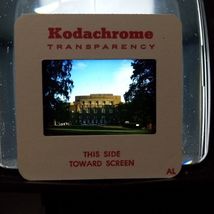 Kodachrome
TRANSPARENCY
THIS SIDE
TOWARD SCREEN
AL